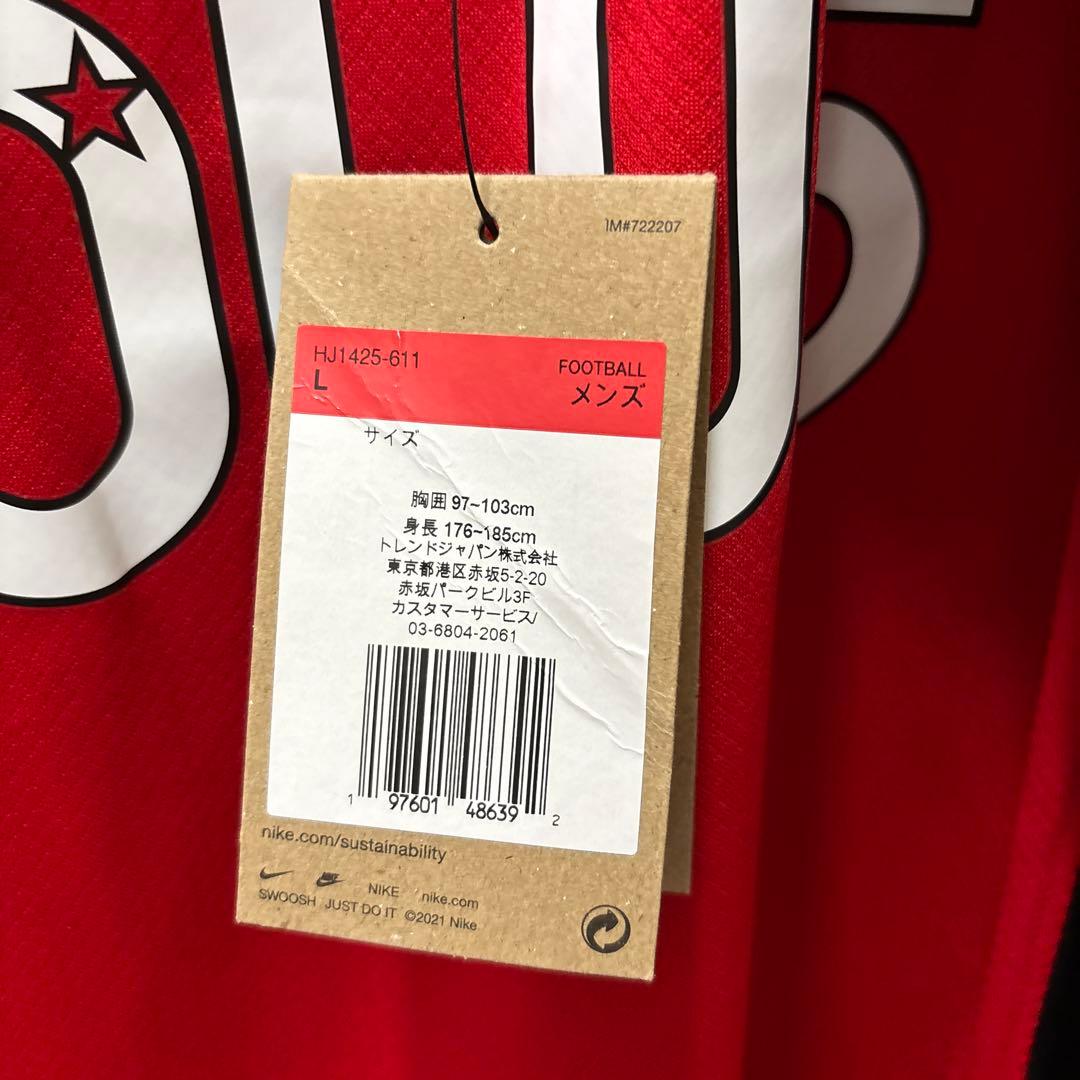 IM#722207
HJ1425-611
L
FOOTBALL
メンズ
サイズ
胸囲 97~103cm
身長 176~185cm
トレンドジャパン株式会社
東京都港区赤坂5-2-20
赤坂パークビル3F
カスタマーサービス/
03-6804-2061
1 97601 48639 2
nike.com/sustainability
NIKE nike.com
SWOOSH JUST DO IT ©2021 Nike